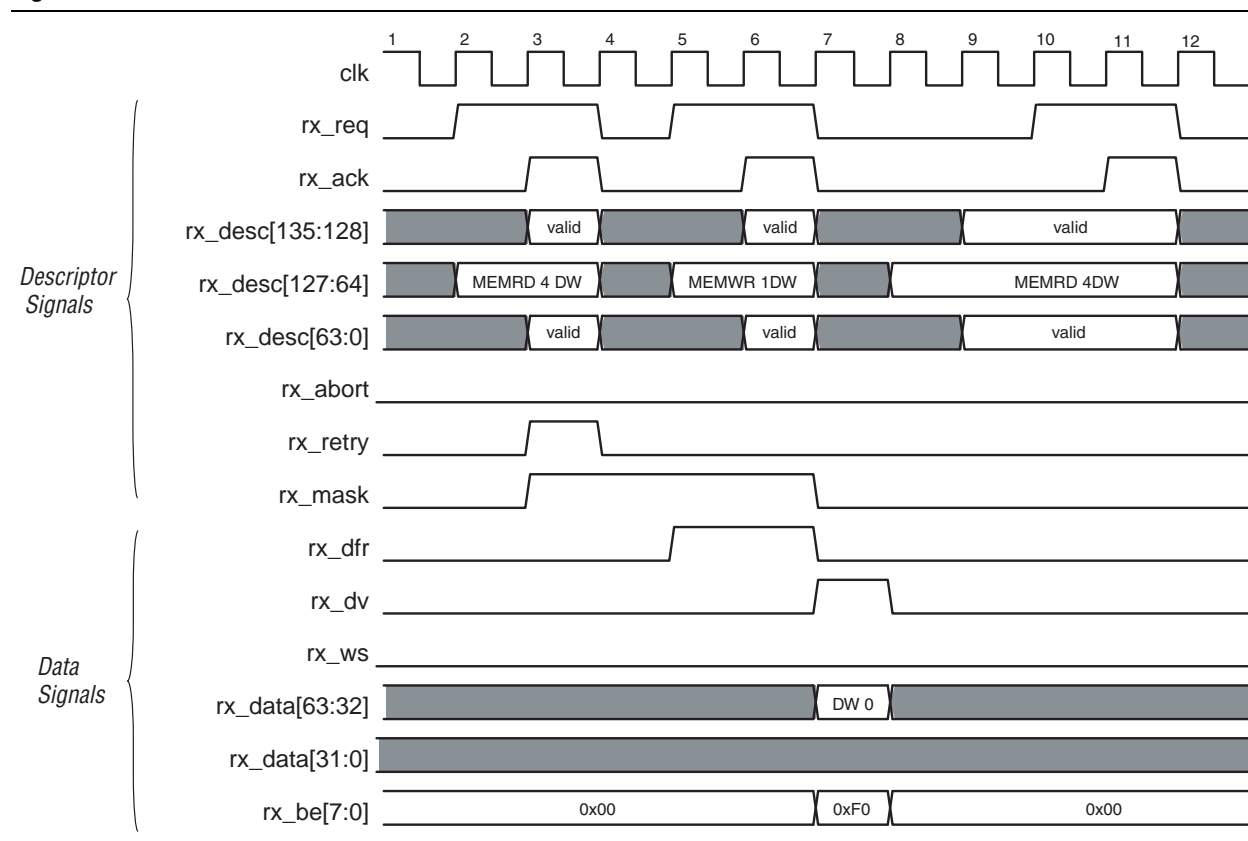 1 2 3 4 5 6 7 8 9 10 11 12
clk
rx_req
rx_ack
rx_desc[135:128] valid valid valid
Descriptor
Signals
rx_desc[127:64] MEMRD 4 DW MEMWR 1DW MEMRD 4DW
rx_desc[63:0] valid valid valid
rx_abort
rx_retry
rx_mask
rx_dfr
rx_dv
rx_ws
Data
Signals
rx_data[63:32] DW 0
rx_data[31:0]
rx_be[7:0] 0x00 0xF0 0x00